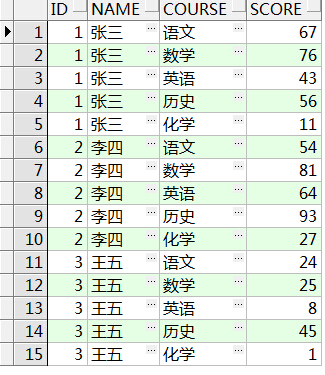 ID NAME COURSE SCORE
1 1 张三 … 语文 … 67
2 1 张三 … 数学 … 76
3 1 张三 … 英语 … 43
4 1 张三 … 历史 … 56
5 1 张三 … 化学 … 11
6 2 李四 … 语文 … 54
7 2 李四 … 数学 … 81
8 2 李四 … 英语 … 64
9 2 李四 … 历史 … 93
10 2 李四 … 化学 … 27
11 3 王五 … 语文 … 24
12 3 王五 … 数学 … 25
13 3 王五 … 英语 … 8
14 3 王五 … 历史 … 45
15 3 王五 … 化学 … 1